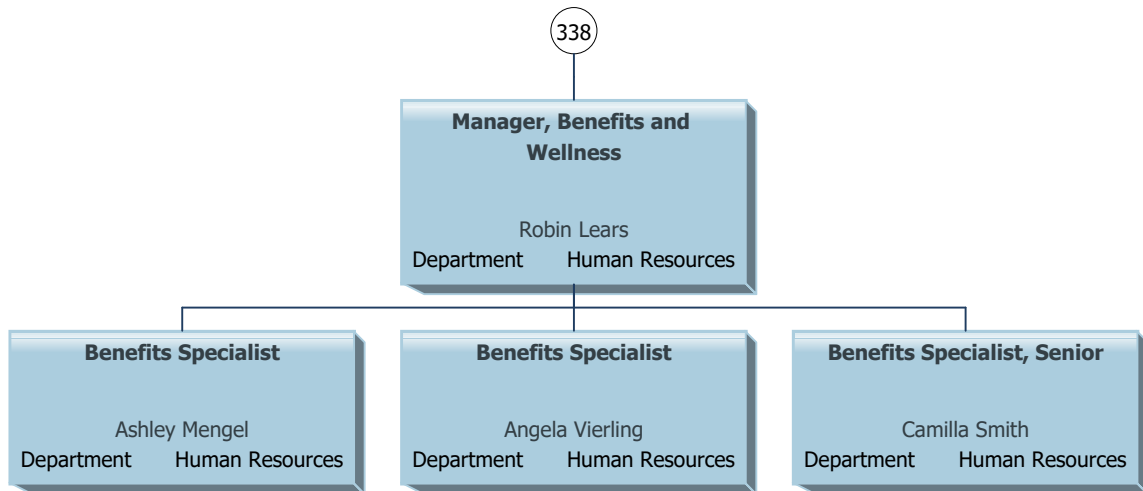 338
Manager, Benefits and
Wellness
Robin Lears
Department Human Resources
Benefits Specialist
Ashley Mengel
Department Human Resources
Benefits Specialist
Angela Vierling
Department Human Resources
Benefits Specialist, Senior
Camilla Smith
Department Human Resources